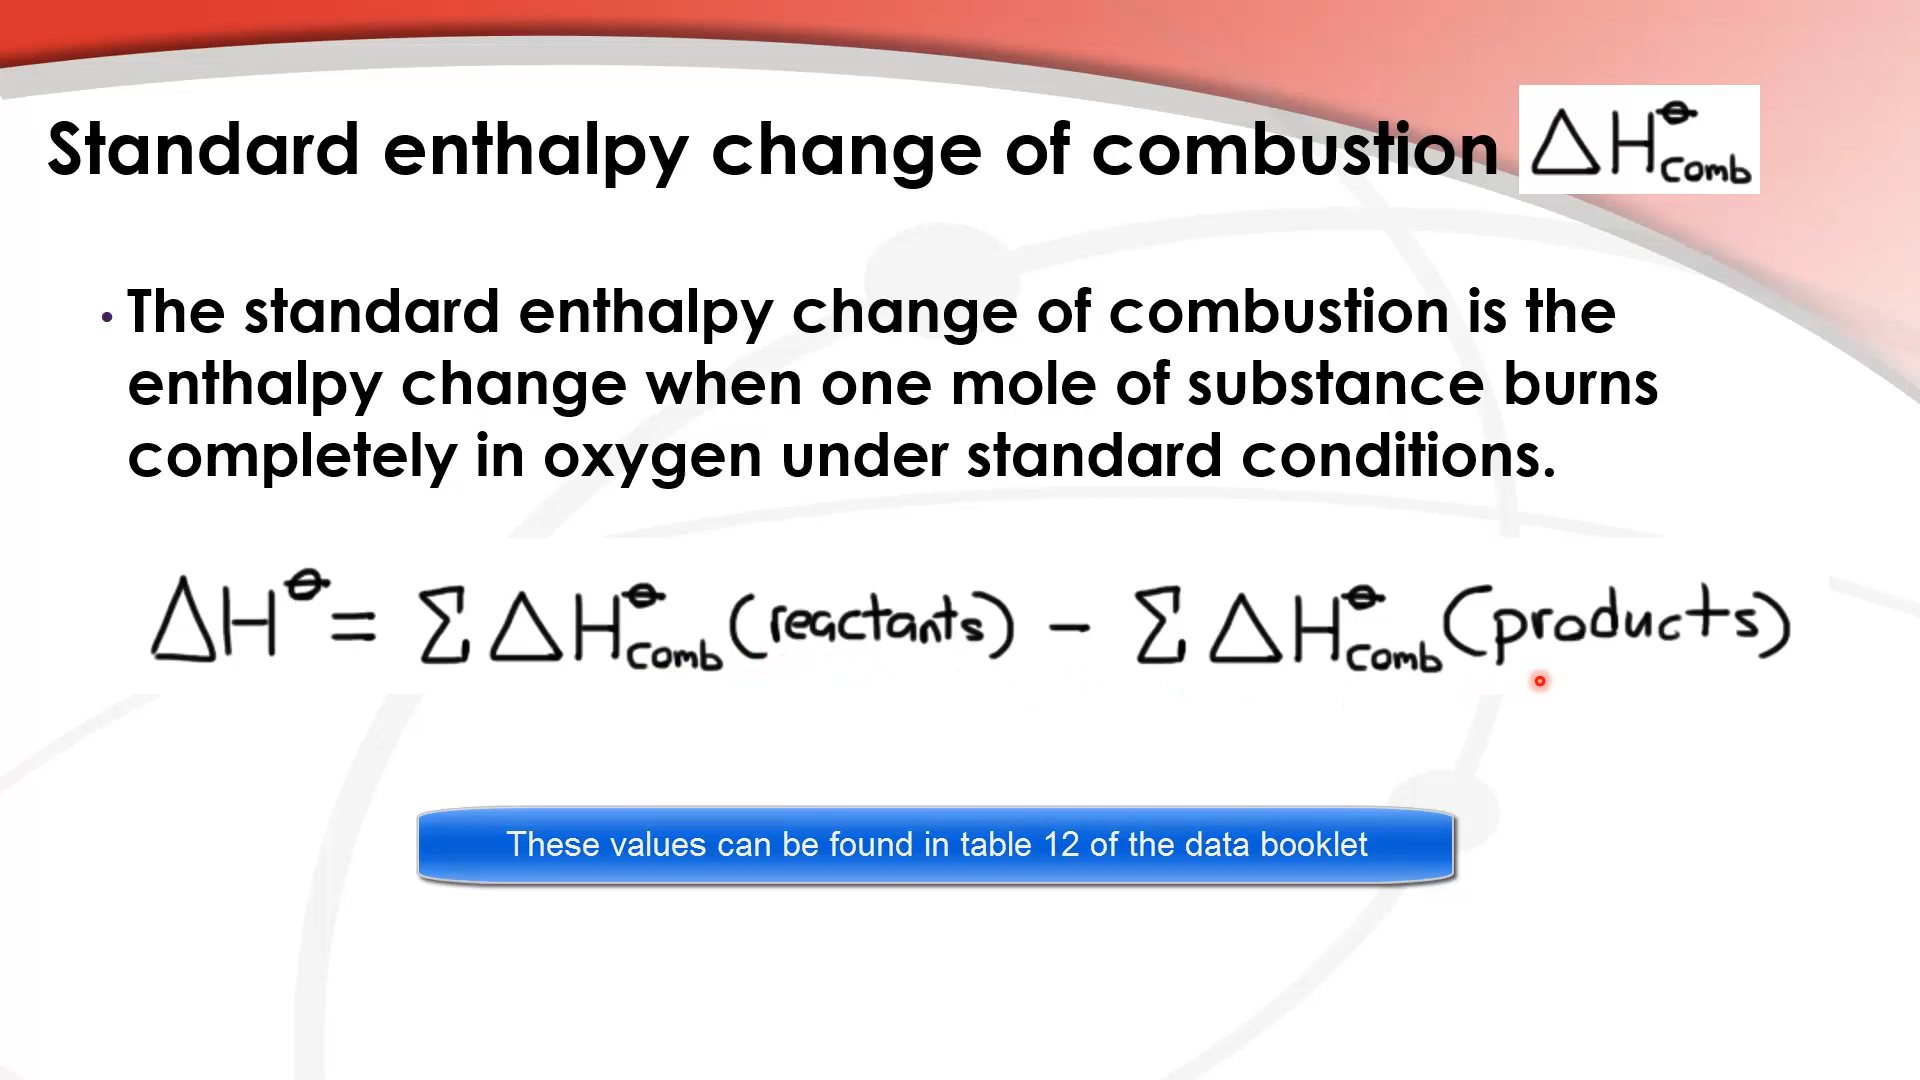 Standard enthalpy change of combustion ΔH⦵comb
• The standard enthalpy change of combustion is the
enthalpy change when one mole of substance burns
completely in oxygen under standard conditions.
ΔH⦵ = ΣΔH⦵comb (reactants) − ΣΔH⦵comb (products)
These values can be found in table 12 of the data booklet